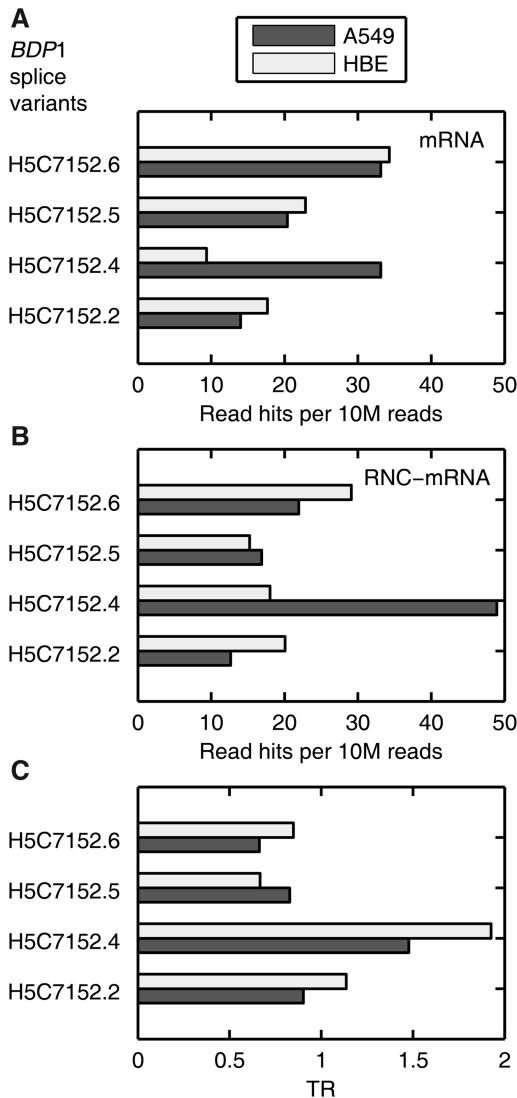 A
BDP1
splice
variants
A549
HBE
mRNA
H5C7152.6
H5C7152.5
H5C7152.4
H5C7152.2
0 10 20 30 40 50
Read hits per 10M reads
B
RNC−mRNA
H5C7152.6
H5C7152.5
H5C7152.4
H5C7152.2
0 10 20 30 40 50
Read hits per 10M reads
C
H5C7152.6
H5C7152.5
H5C7152.4
H5C7152.2
0 0.5 1 1.5 2
TR